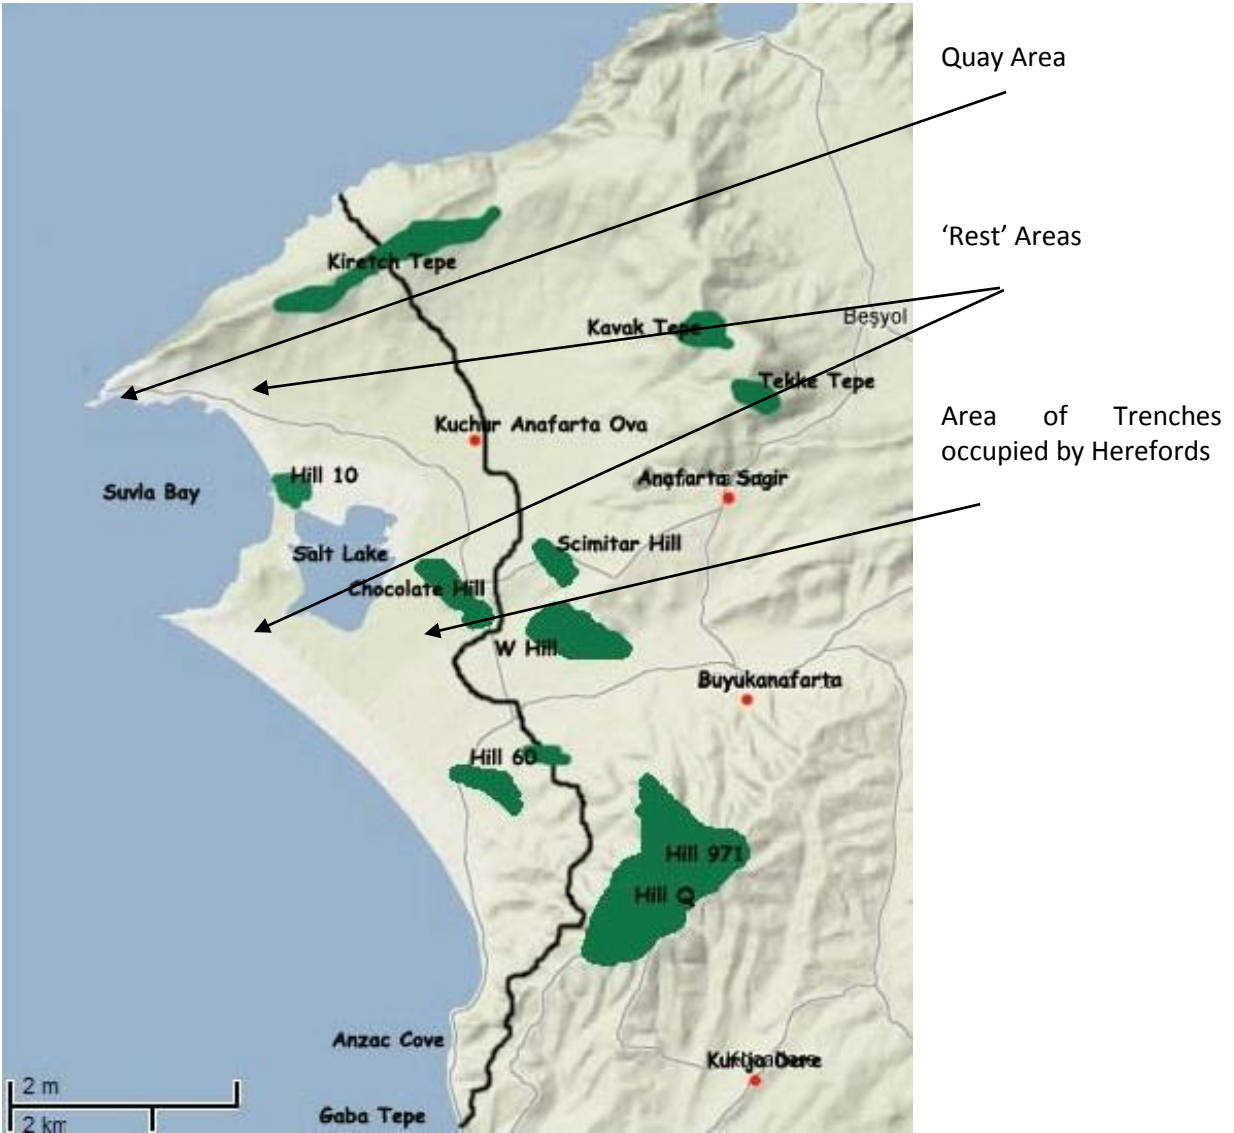 Quay Area
‘Rest’ Areas
Kiretch Tepe
Beşyol
Kavak Tepe
Tekke Tepe
Area of Trenches
occupied by Herefords
Kuchur Anafarta Ova
Hill 10
Anafarta Sagir
Suvla Bay
Scimitar Hill
Salt Lake
Chocolate Hill
W Hill
Buyukanafarta
Hill 60
Hill 971
Hill Q
Anzac Cove
Kurlja Dere
2 m
Gaba Tepe
2 km